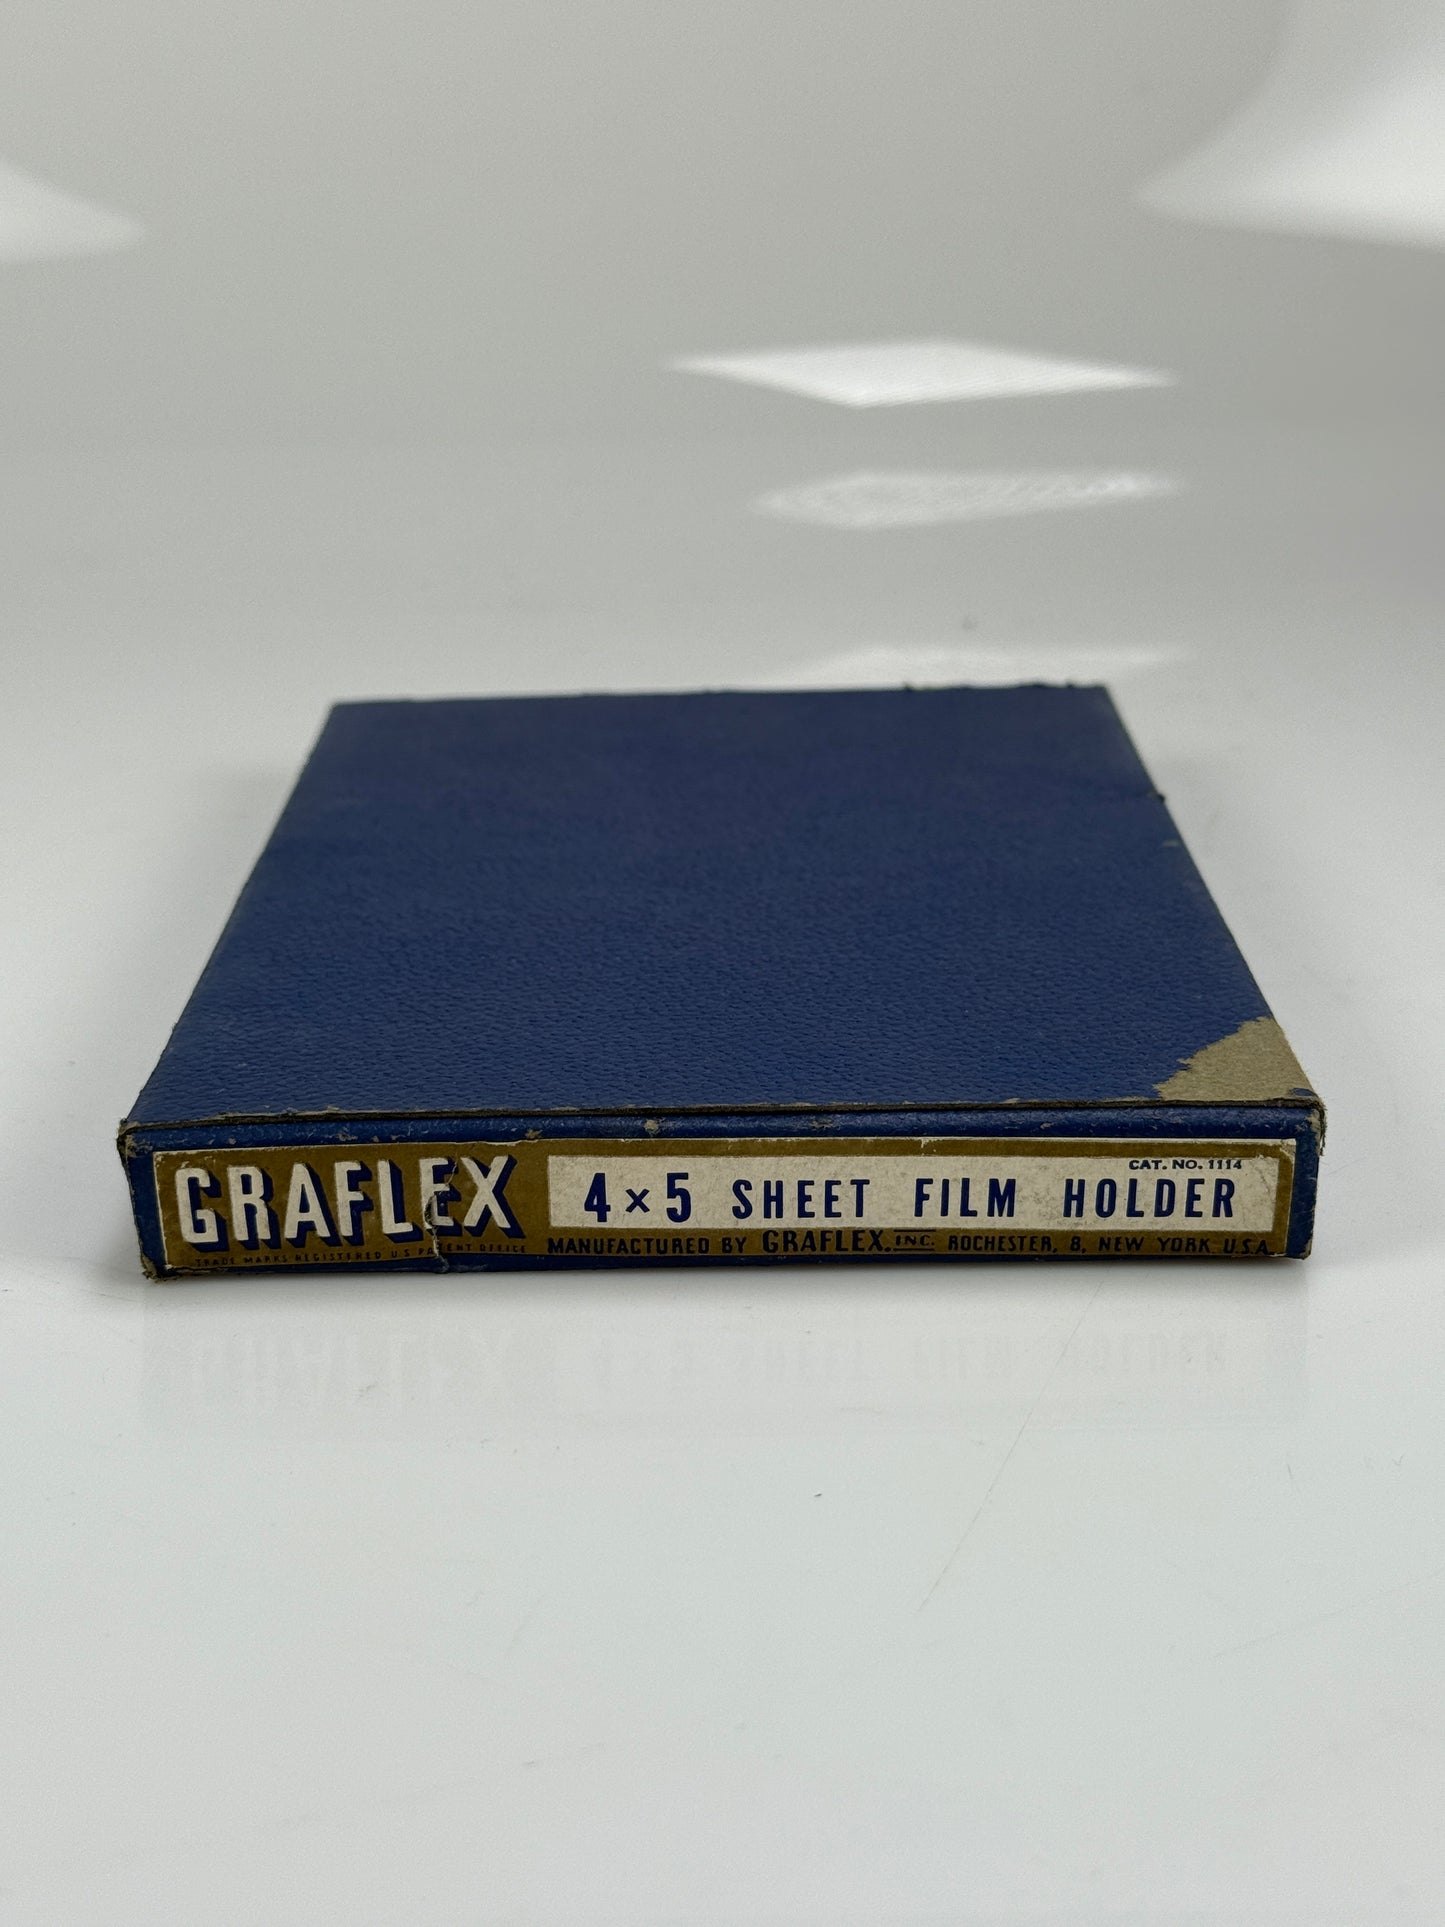 GRAFLEX
TRADE MARKS REGISTERED U.S. PATENT OFFICE
CAT. NO. 1114
4×5 SHEET FILM HOLDER
MANUFACTURED BY GRAFLEX, INC. ROCHESTER, 8, NEW YORK U.S.A.